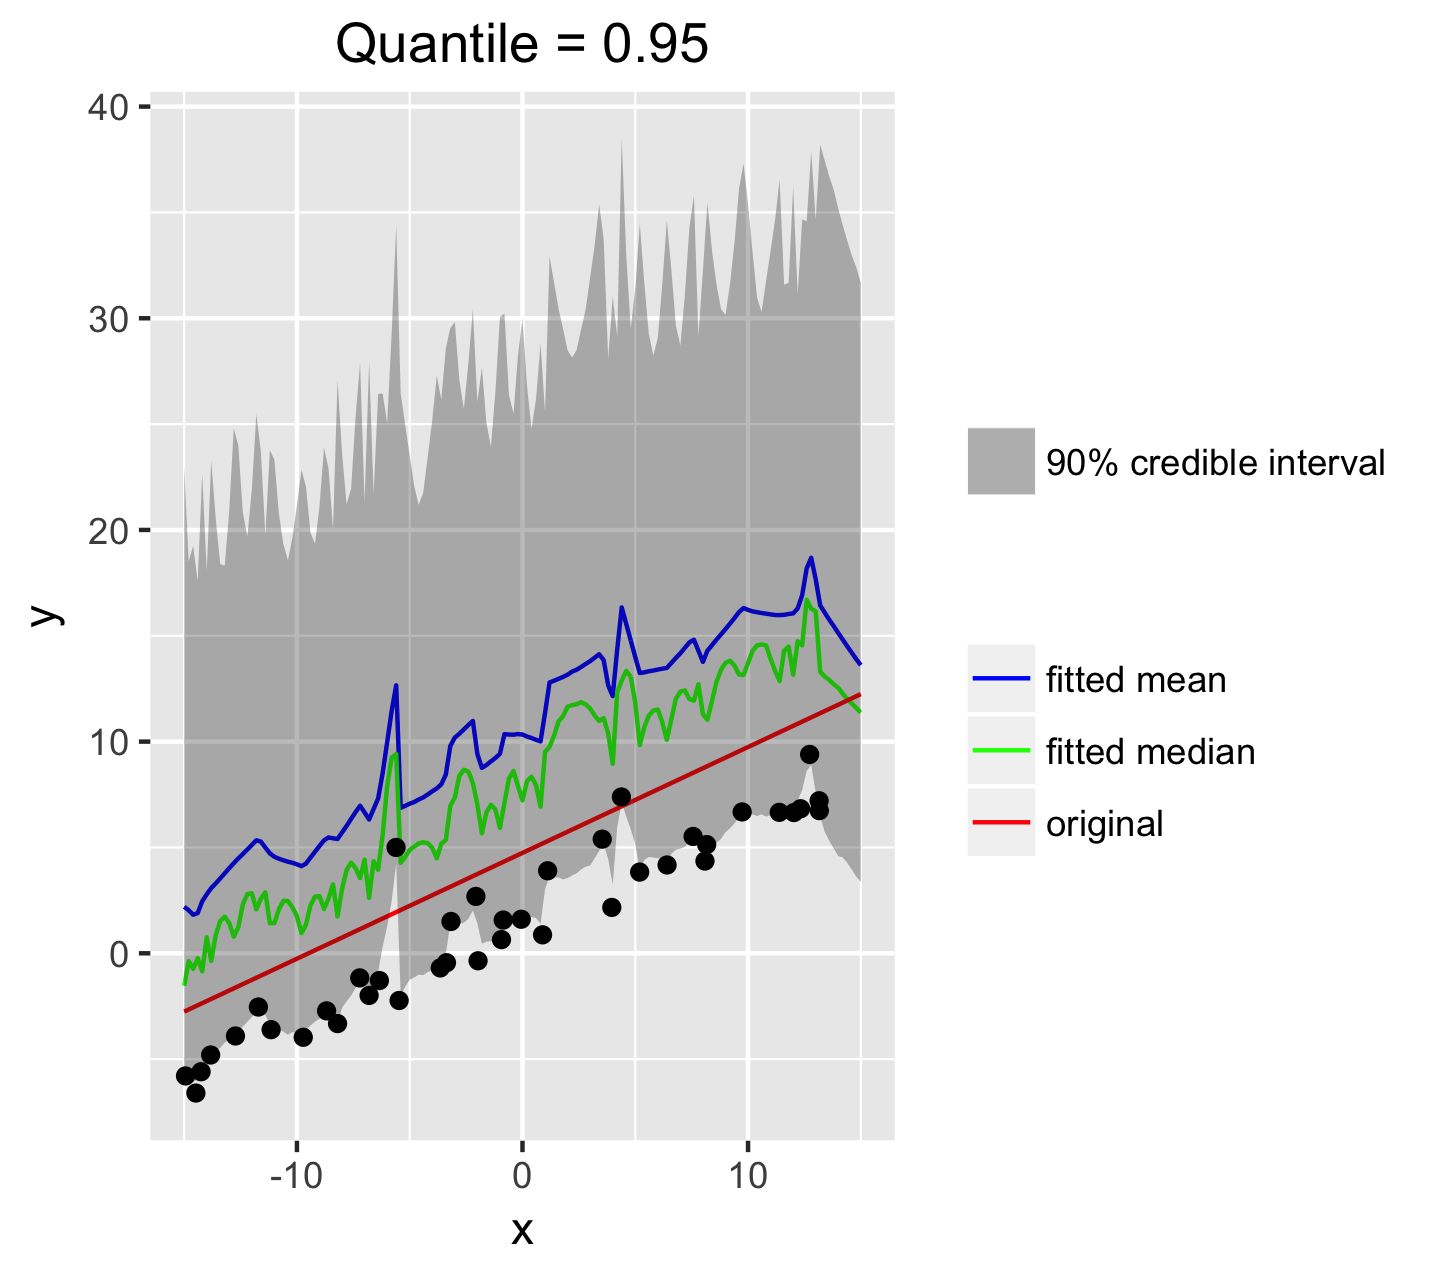 Quantile = 0.95
40
30
20
10
0
y
-10 0 10
x
90% credible interval
fitted mean
fitted median
original